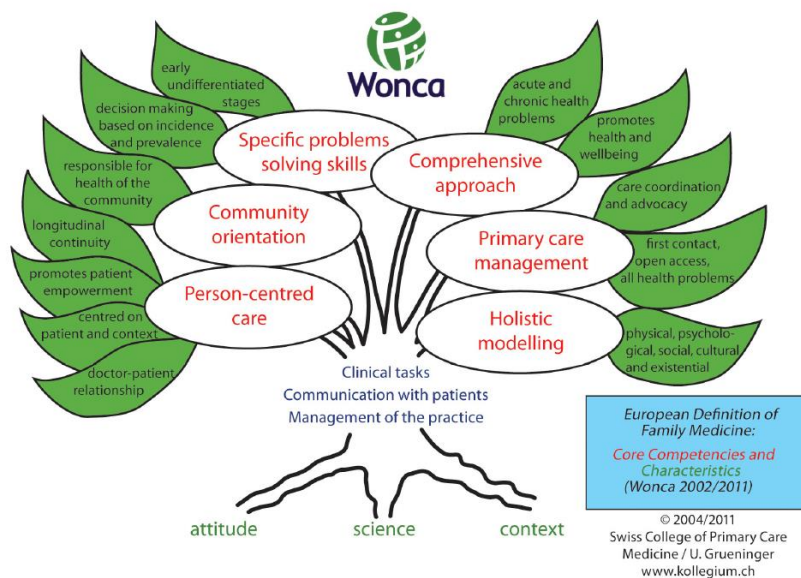 Wonca
early
undifferentiated
stages
decision making
based on incidence
and prevalence
responsible for
health of the
community
longitudinal
continuity
promotes patient
empowerment
centred on
patient and context
doctor-patient
relationship
Specific problems
solving skills
Community
orientation
Person-centred
care
Comprehensive
approach
Primary care
management
Holistic
modelling
acute and
chronic health
problems
promotes
health and
wellbeing
care coordination
and advocacy
first contact,
open access,
all health problems
physical, psycholo-
gical, social, cultural
and existential
Clinical tasks
Communication with patients
Management of the practice
attitude
science
context
European Definition of
Family Medicine:
Core Competencies and
Characteristics
(Wonca 2002/2011)
© 2004/2011
Swiss College of Primary Care
Medicine / U. Grueninger
www.kollegium.ch